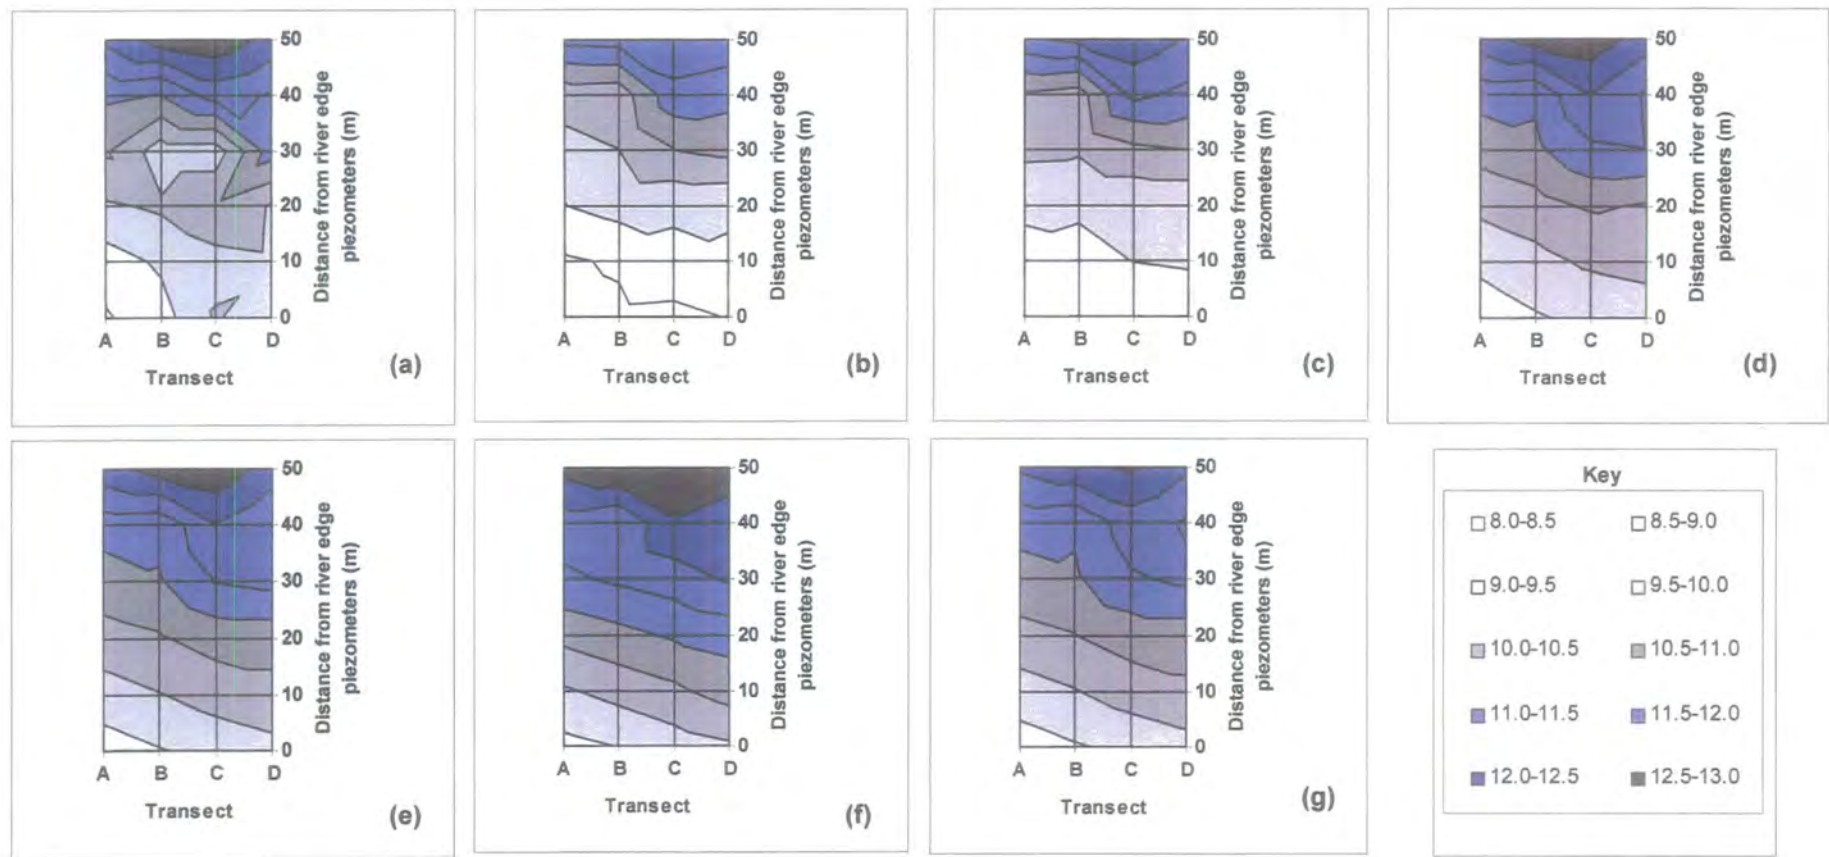 50
40
30
20
10
0
A B C D
Transect
Distance from river edge
piezometers (m)
(a)
50
40
30
20
10
0
A B C D
Transect
Distance from river edge
piezometers (m)
(b)
50
40
30
20
10
0
A B C D
Transect
Distance from river edge
piezometers (m)
(c)
50
40
30
20
10
0
A B C D
Transect
Distance from river edge
piezometers (m)
(d)
50
40
30
20
10
0
A B C D
Transect
Distance from river edge
piezometers (m)
(e)
50
40
30
20
10
0
A B C D
Transect
Distance from river edge
piezometers (m)
(f)
50
40
30
20
10
0
A B C D
Transect
Distance from river edge
piezometers (m)
(g)
Key
8.0-8.5 8.5-9.0
9.0-9.5 9.5-10.0
10.0-10.5 10.5-11.0
11.0-11.5 11.5-12.0
12.0-12.5 12.5-13.0